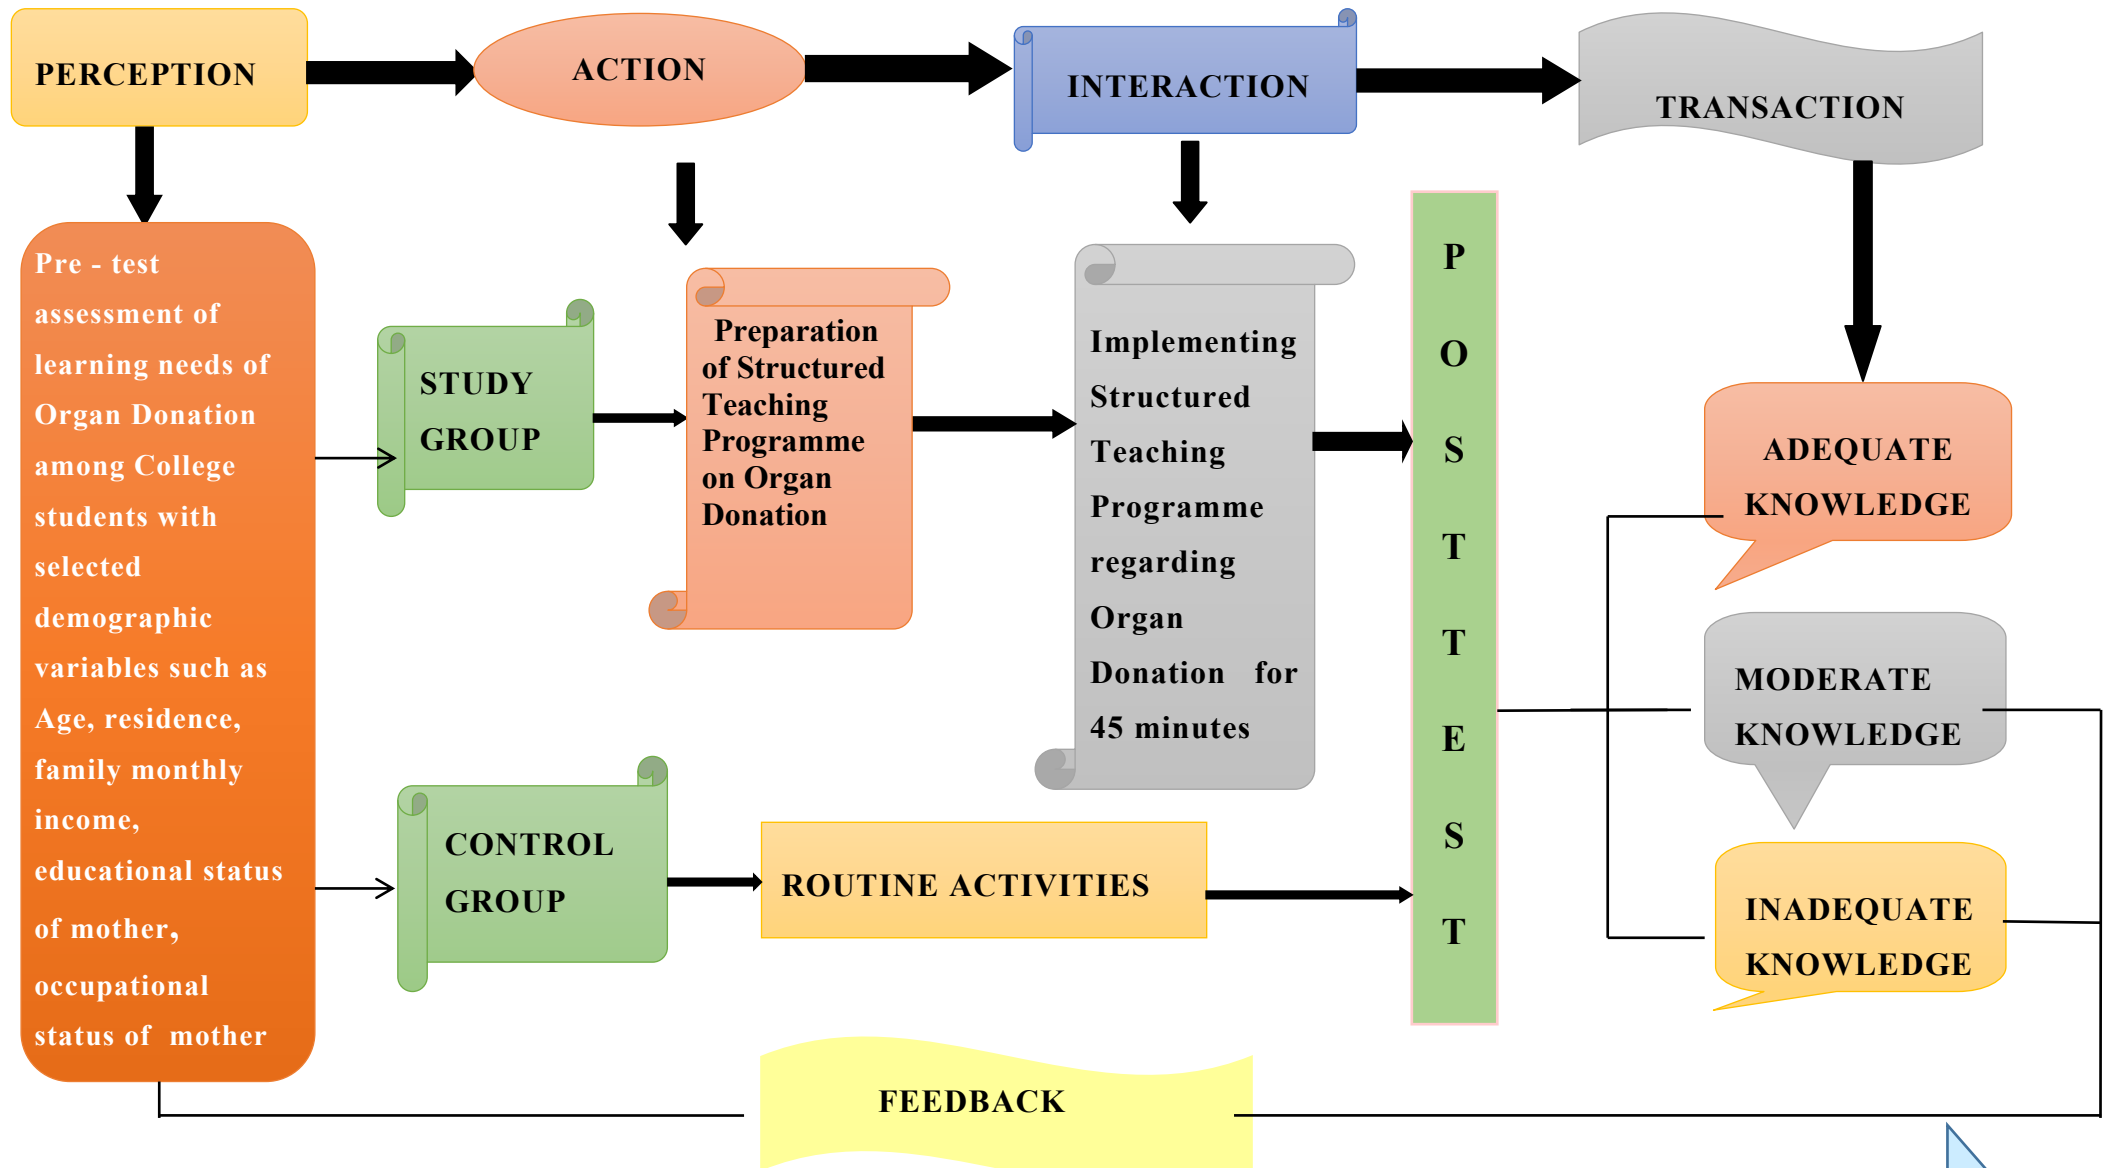 PERCEPTION
ACTION
INTERACTION
TRANSACTION
Pre - test
assessment of
learning needs of
Organ Donation
among College
students with
selected
demographic
variables such as
Age, residence,
family monthly
income,
educational status
of mother,
occupational
status of mother
STUDY
GROUP
Preparation
of Structured
Teaching
Programme
on Organ
Donation
Implementing
Structured
Teaching
Programme
regarding
Organ
Donation for
45 minutes
CONTROL
GROUP
ROUTINE ACTIVITIES
P
O
S
T
T
E
S
T
ADEQUATE
KNOWLEDGE
MODERATE
KNOWLEDGE
INADEQUATE
KNOWLEDGE
FEEDBACK